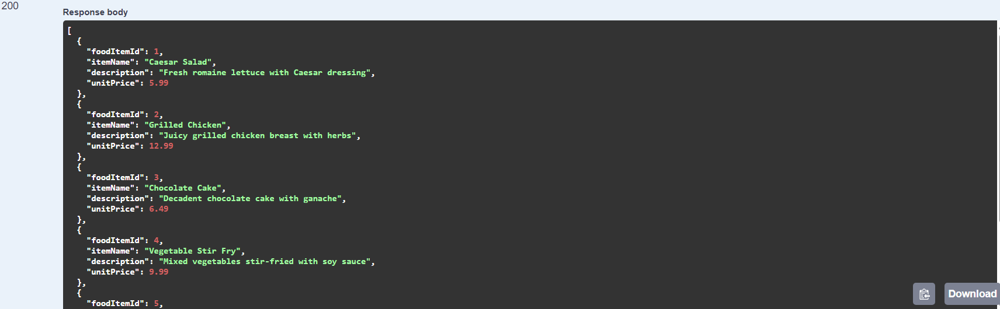 200
Response body
[
  {
    "foodItemId": 1,
    "itemName": "Caesar Salad",
    "description": "Fresh romaine lettuce with Caesar dressing",
    "unitPrice": 5.99
  },
  {
    "foodItemId": 2,
    "itemName": "Grilled Chicken",
    "description": "Juicy grilled chicken breast with herbs",
    "unitPrice": 12.99
  },
  {
    "foodItemId": 3,
    "itemName": "Chocolate Cake",
    "description": "Decadent chocolate cake with ganache",
    "unitPrice": 6.49
  },
  {
    "foodItemId": 4,
    "itemName": "Vegetable Stir Fry",
    "description": "Mixed vegetables stir-fried with soy sauce",
    "unitPrice": 9.99
  },
  {
    "foodItemId": 5,
Download